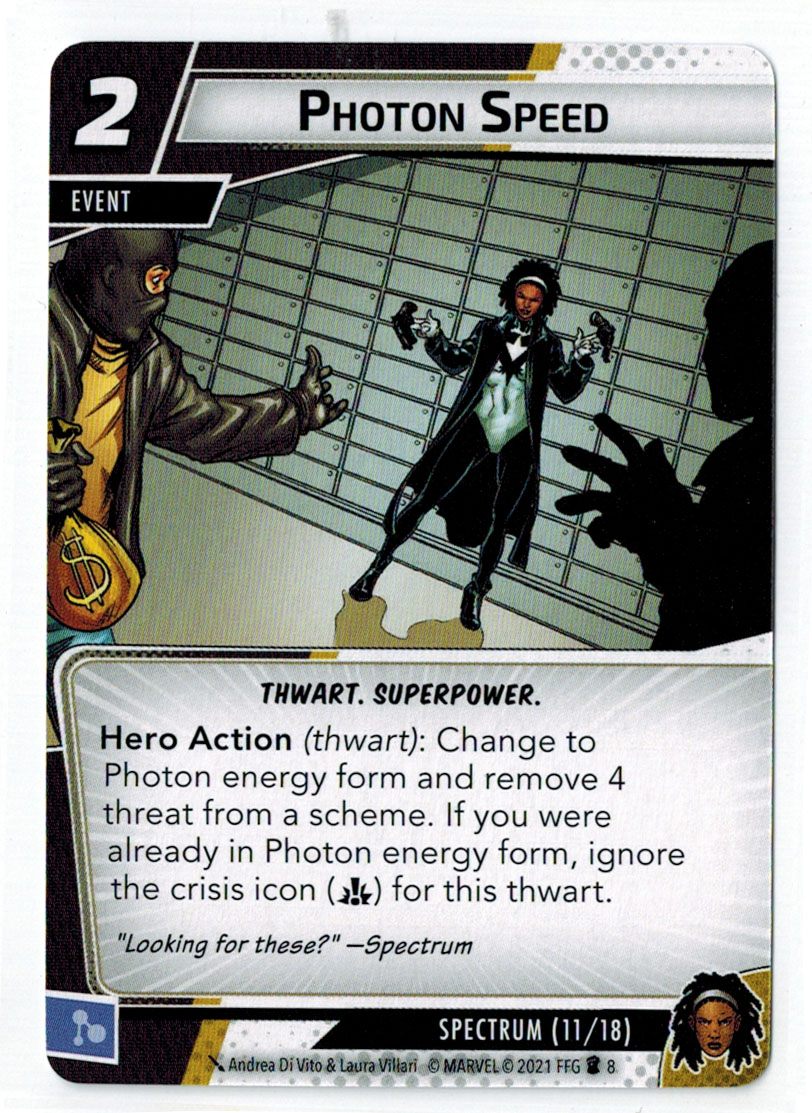 2
PHOTON SPEED
EVENT
$
THWART. SUPERPOWER.
Hero Action (thwart): Change to
Photon energy form and remove 4
threat from a scheme. If you were
already in Photon energy form, ignore
the crisis icon () for this thwart.
"Looking for these?" —Spectrum
SPECTRUM (11/18)
Andrea Di Vito & Laura Villari © MARVEL © 2021 FFG 8